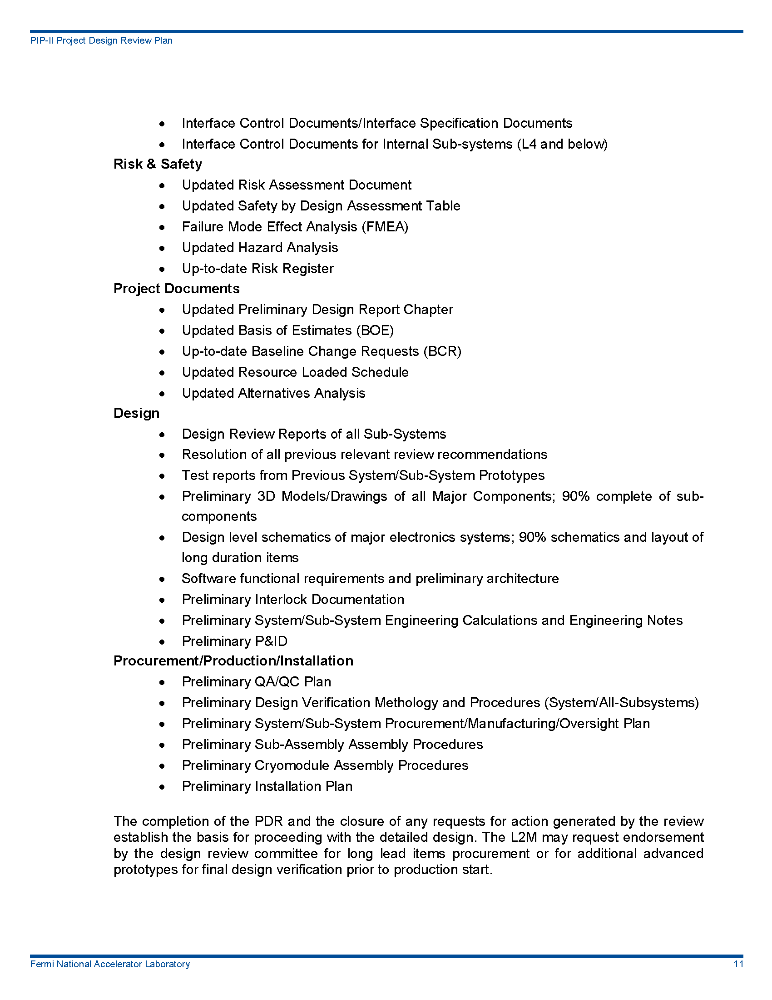 PIP-II Project Design Review Plan
• Interface Control Documents/Interface Specification Documents
• Interface Control Documents for Internal Sub-systems (L4 and below)
Risk & Safety
• Updated Risk Assessment Document
• Updated Safety by Design Assessment Table
• Failure Mode Effect Analysis (FMEA)
• Updated Hazard Analysis
• Up-to-date Risk Register
Project Documents
• Updated Preliminary Design Report Chapter
• Updated Basis of Estimates (BOE)
• Up-to-date Baseline Change Requests (BCR)
• Updated Resource Loaded Schedule
• Updated Alternatives Analysis
Design
• Design Review Reports of all Sub-Systems
• Resolution of all previous relevant review recommendations
• Test reports from Previous System/Sub-System Prototypes
• Preliminary 3D Models/Drawings of all Major Components; 90% complete of sub-
components
• Design level schematics of major electronics systems; 90% schematics and layout of
long duration items
• Software functional requirements and preliminary architecture
• Preliminary Interlock Documentation
• Preliminary System/Sub-System Engineering Calculations and Engineering Notes
• Preliminary P&ID
Procurement/Production/Installation
• Preliminary QA/QC Plan
• Preliminary Design Verification Methology and Procedures (System/All-Subsystems)
• Preliminary System/Sub-System Procurement/Manufacturing/Oversight Plan
• Preliminary Sub-Assembly Assembly Procedures
• Preliminary Cryomodule Assembly Procedures
• Preliminary Installation Plan
The completion of the PDR and the closure of any requests for action generated by the review
establish the basis for proceeding with the detailed design. The L2M may request endorsement
by the design review committee for long lead items procurement or for additional advanced
prototypes for final design verification prior to production start.
Fermi National Accelerator Laboratory 11